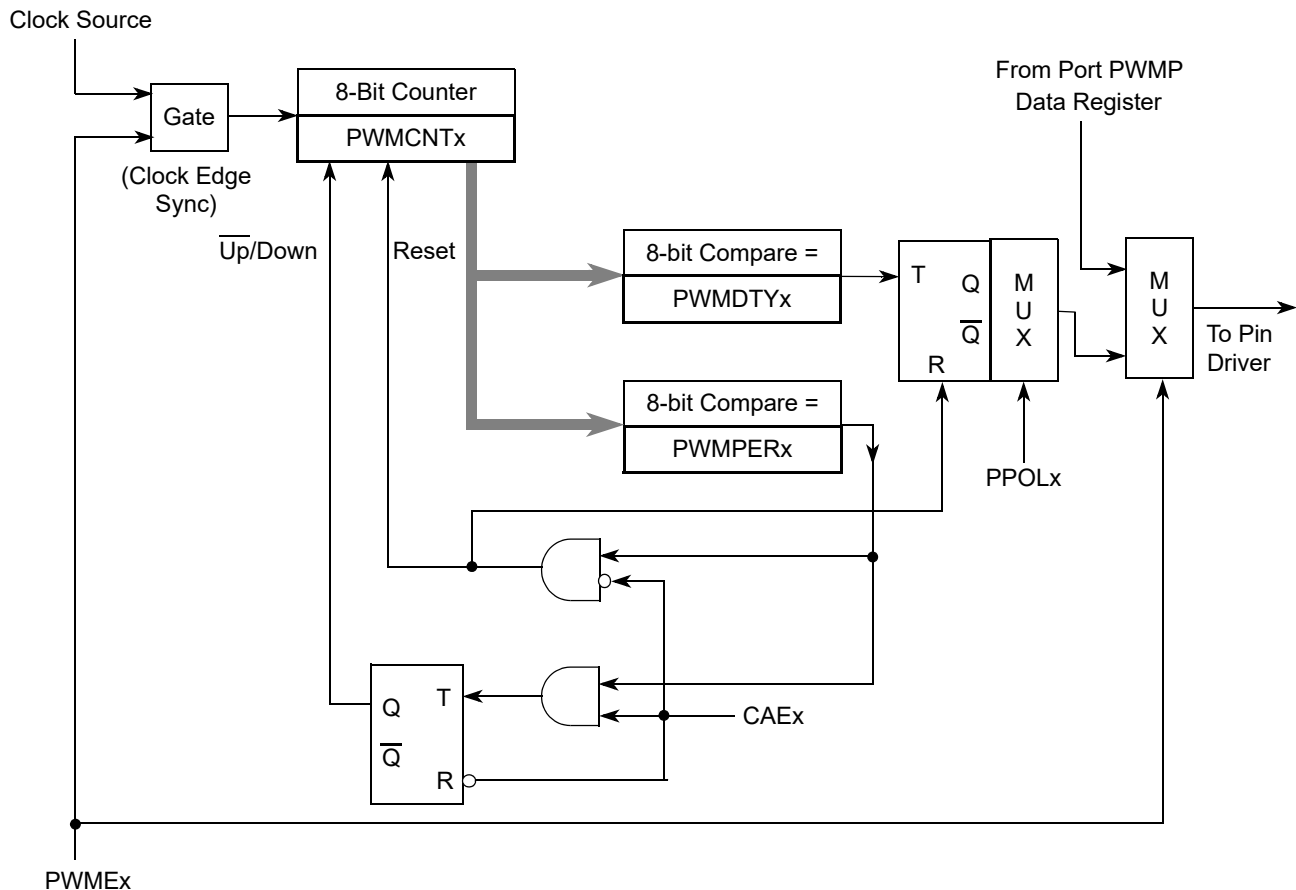 Clock Source
Gate
(Clock Edge
Sync)
8-Bit Counter
PWMCNTx
U̅p̅/Down
Reset
8-bit Compare =
PWMDTYx
8-bit Compare =
PWMPERx
T
Q
Q̅
R
M
U
X
PPOLx
From Port PWMP
Data Register
M
U
X
To Pin
Driver
Q
T
Q̅
R
CAEx
PWMEx